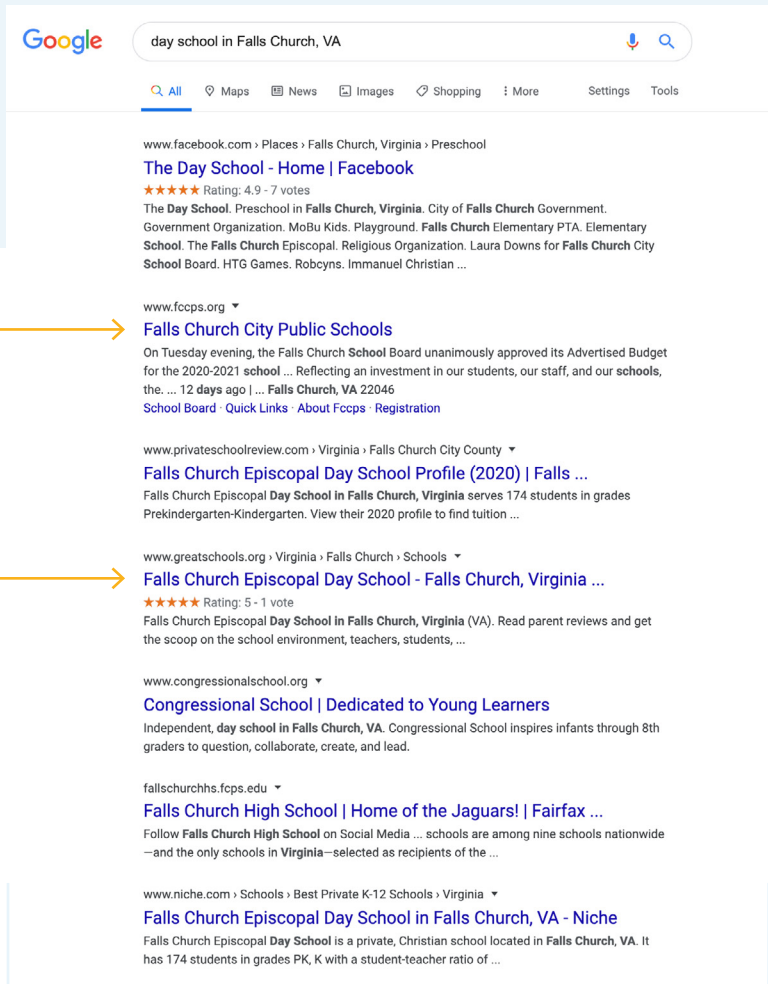 Google
day school in Falls Church, VA
All Maps News Images Shopping More Settings Tools
www.facebook.com › Places › Falls Church, Virginia › Preschool
The Day School - Home | Facebook
★★★★★ Rating: 4.9 - 7 votes
The Day School. Preschool in Falls Church, Virginia. City of Falls Church Government.
Government Organization. MoBu Kids. Playground. Falls Church Elementary PTA. Elementary
School. The Falls Church Episcopal. Religious Organization. Laura Downs for Falls Church City
School Board. HTG Games. Robcyns. Immanuel Christian ...
www.fccps.org
Falls Church City Public Schools
On Tuesday evening, the Falls Church School Board unanimously approved its Advertised Budget
for the 2020-2021 school ... Reflecting an investment in our students, our staff, and our schools,
the. ... 12 days ago | ... Falls Church, VA 22046
School Board · Quick Links · About Fccps · Registration
www.privateschoolreview.com › Virginia › Falls Church City County
Falls Church Episcopal Day School Profile (2020) | Falls ...
Falls Church Episcopal Day School in Falls Church, Virginia serves 174 students in grades
Prekindergarten-Kindergarten. View their 2020 profile to find tuition ...
www.greatschools.org › Virginia › Falls Church › Schools
Falls Church Episcopal Day School - Falls Church, Virginia ...
★★★★★ Rating: 5 - 1 vote
Falls Church Episcopal Day School in Falls Church, Virginia (VA). Read parent reviews and get
the scoop on the school environment, teachers, students, ...
www.congressionalschool.org
Congressional School | Dedicated to Young Learners
Independent, day school in Falls Church, VA. Congressional School inspires infants through 8th
graders to question, collaborate, create, and lead.
fallschurchhs.fcps.edu
Falls Church High School | Home of the Jaguars! | Fairfax ...
Follow Falls Church High School on Social Media ... schools are among nine schools nationwide
—and the only schools in Virginia—selected as recipients of the ...
www.niche.com › Schools › Best Private K-12 Schools › Virginia
Falls Church Episcopal Day School in Falls Church, VA - Niche
Falls Church Episcopal Day School is a private, Christian school located in Falls Church, VA. It
has 174 students in grades PK, K with a student-teacher ratio of ...